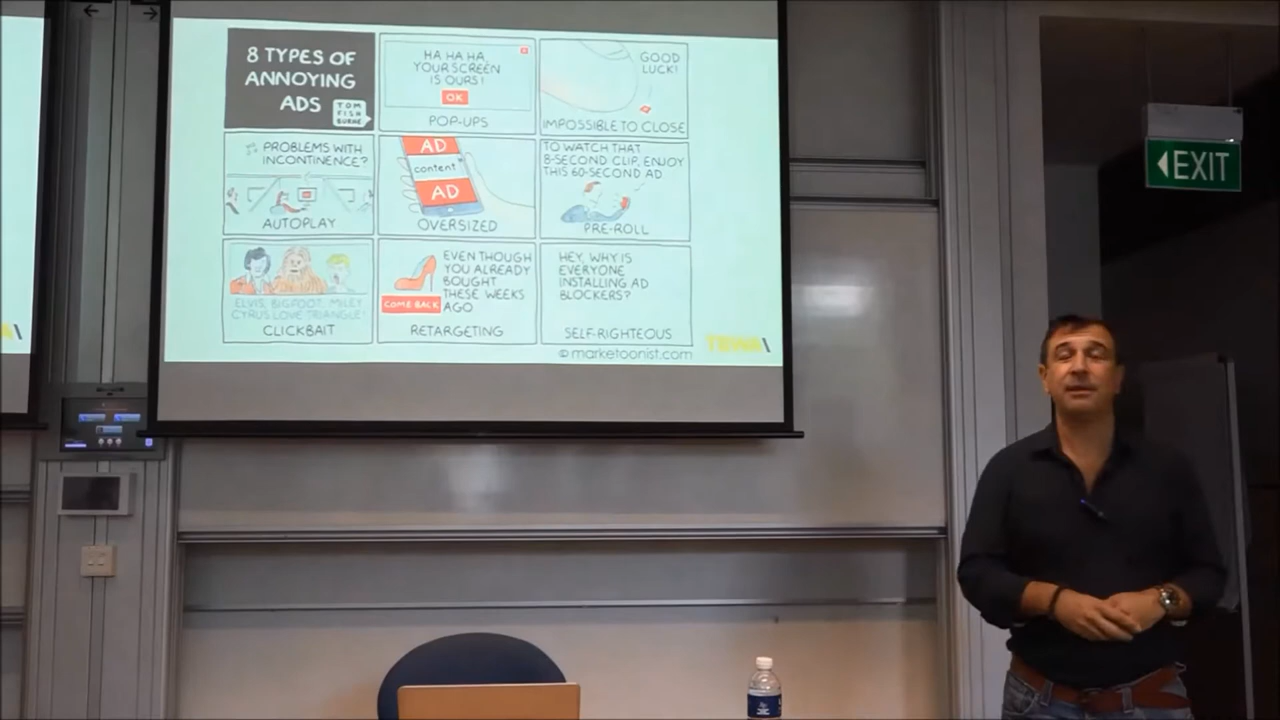 8 TYPES OF
ANNOYING
ADS
TOM
FISH
BURNE
HA HA HA,
YOUR SCREEN
IS OURS!
OK
POP-UPS
GOOD
LUCK!
IMPOSSIBLE TO CLOSE
PROBLEMS WITH
INCONTINENCE?
AUTOPLAY
AD
content
AD
OVERSIZED
TO WATCH THAT
8-SECOND CLIP, ENJOY
THIS 60-SECOND AD
PRE-ROLL
ELVIS, BIGFOOT, MILEY
CYRUS LOVE TRIANGLE!
CLICKBAIT
EVEN THOUGH
YOU ALREADY
BOUGHT
THESE WEEKS
AGO
COME BACK
RETARGETING
HEY, WHY IS
EVERYONE
INSTALLING AD
BLOCKERS?
SELF-RIGHTEOUS
© marketoonist.com
TBWA\
EXIT